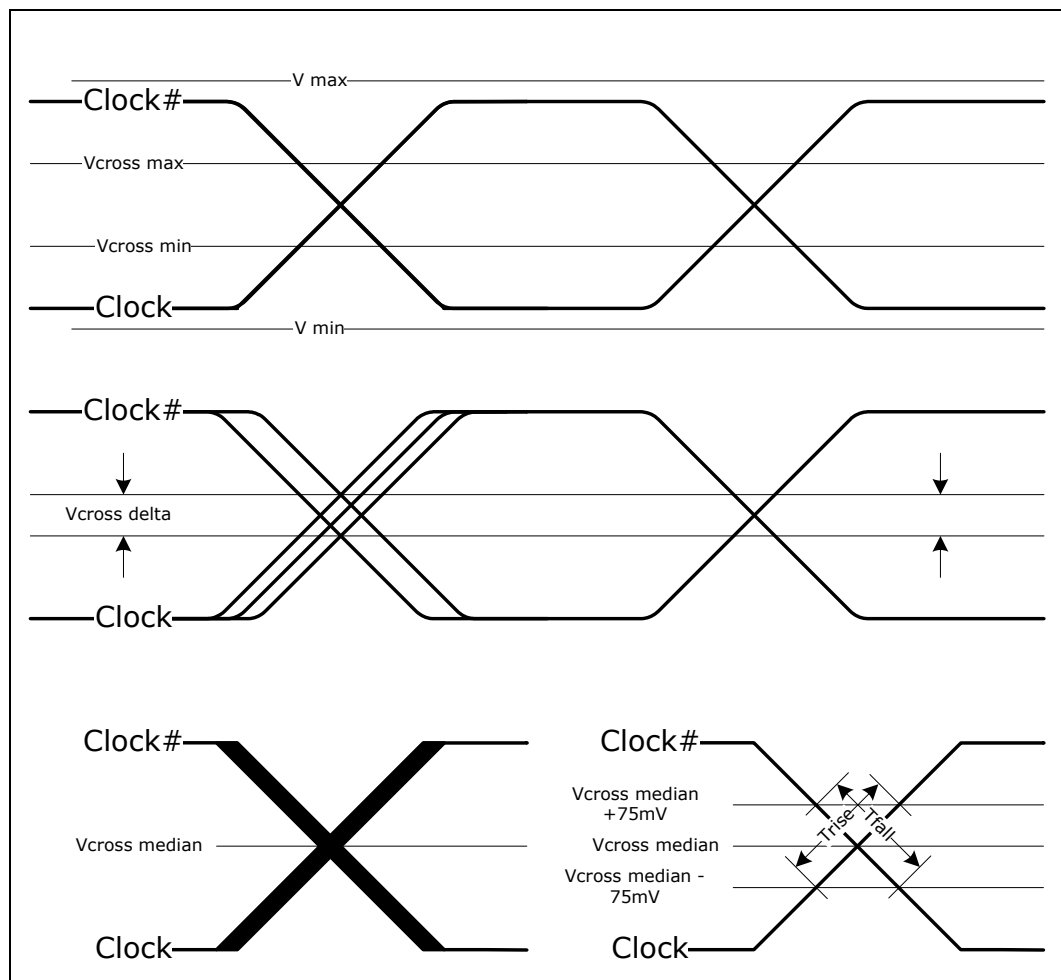 V max
Clock#
Vcross max
Vcross min
Clock
V min
Clock#
Vcross delta
Clock
Clock#
Vcross median
Clock
Clock#
Vcross median
+75mV
Trise
Tfall
Vcross median
Vcross median -
75mV
Clock